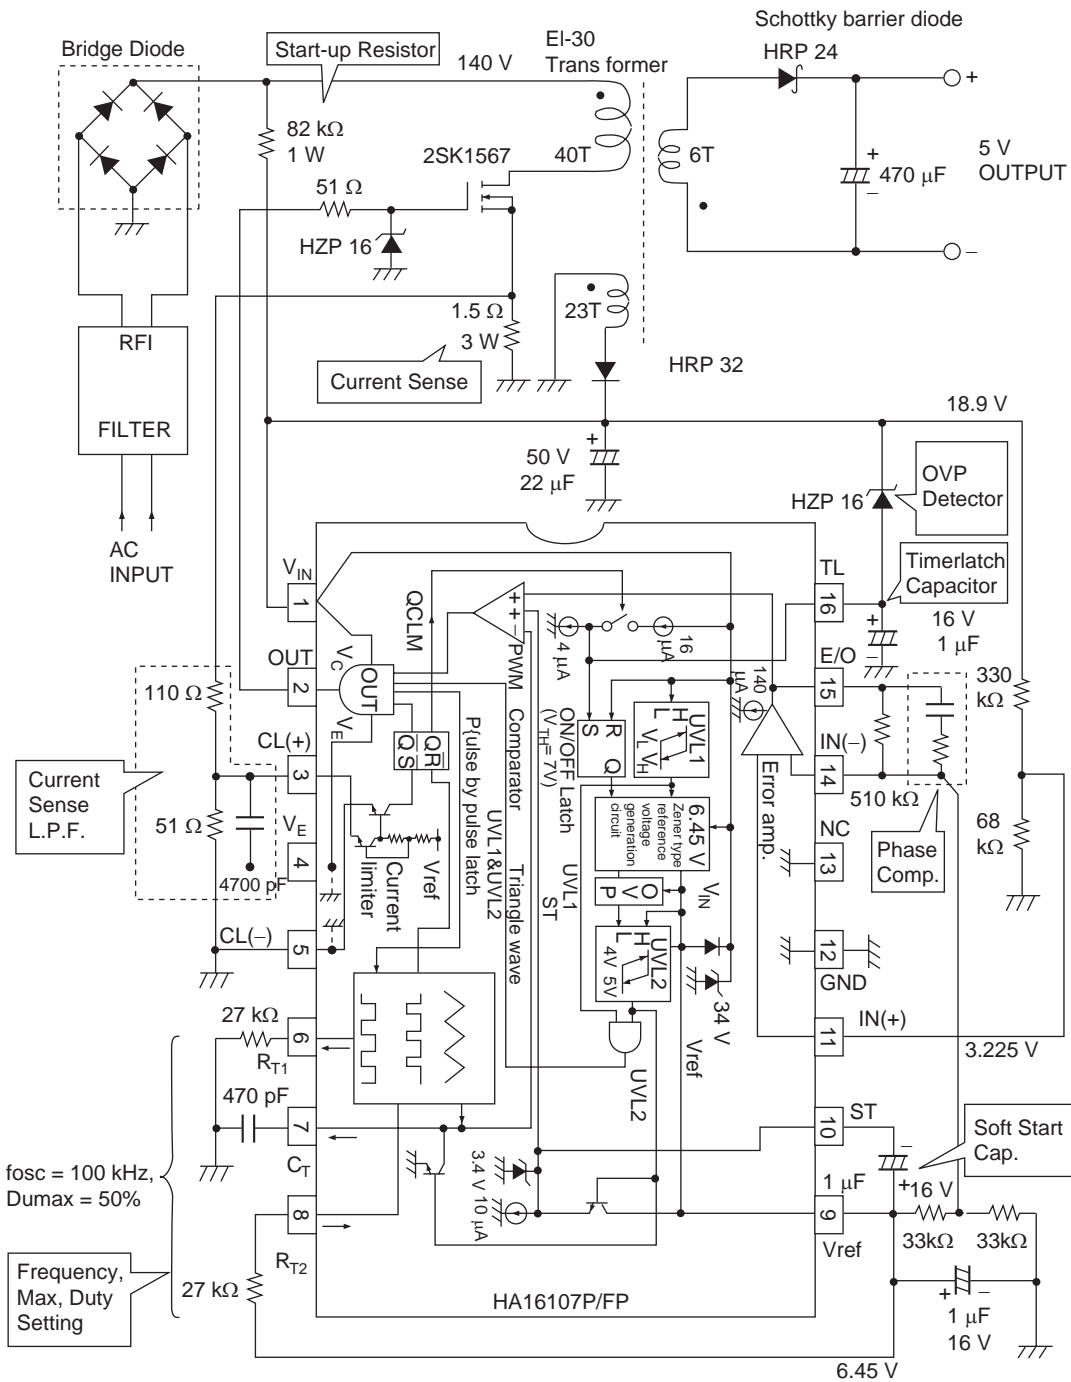 Schottky barrier diode
HRP 24
Bridge Diode
Start-up Resistor
140 V
EI-30
Trans former
82 kΩ
1 W
2SK1567
40T
6T
+
+
470 μF
−
5 V
OUTPUT
−
51 Ω
HZP 16
23T
1.5 Ω
3 W
Current Sense
HRP 32
RFI
FILTER
AC
INPUT
18.9 V
+
50 V
22 μF
HZP 16
OVP
Detector
Timerlatch
Capacitor
VIN
1
TL
16
+
−
16 V
1 μF
QCLM
+
+
−
PWM Comparator
4 μA
16 μA
OUT
2
VC
OUT
VE
E/O
15
330
kΩ
140 μA
110 Ω
CL(+)
3
QS
QR
P{ulse by pulse latch
UVL1&UVL2
Triangle wave
ON/OFF Latch
(VTH= 7V)
R
S
Q
UVL1
H
L
VL VH
Error amp.
IN(−)
14
510 kΩ
Current
Sense
L.P.F.
51 Ω
VE
4
4700 pF
Current
limiter
Vref
ST
UVL1
6.45 V
Zener type
reference
voltage
generation
circuit
NC
13
68
kΩ
Phase
Comp.
O
V
P
VIN
CL(−)
5
UVL2
H
L
4V 5V
34 V
12
GND
27 kΩ
6
RT1
UVL2
Vref
11
IN(+)
3.225 V
470 pF
7
CT
10
ST
Soft Start
Cap.
fosc = 100 kHz,
Dumax = 50%
3.4 V
10 μA
1 μF
−
+
16 V
8
RT2
9
Vref
33kΩ
33kΩ
Frequency,
Max, Duty
Setting
27 kΩ
HA16107P/FP
+
−
1 μF
16 V
6.45 V